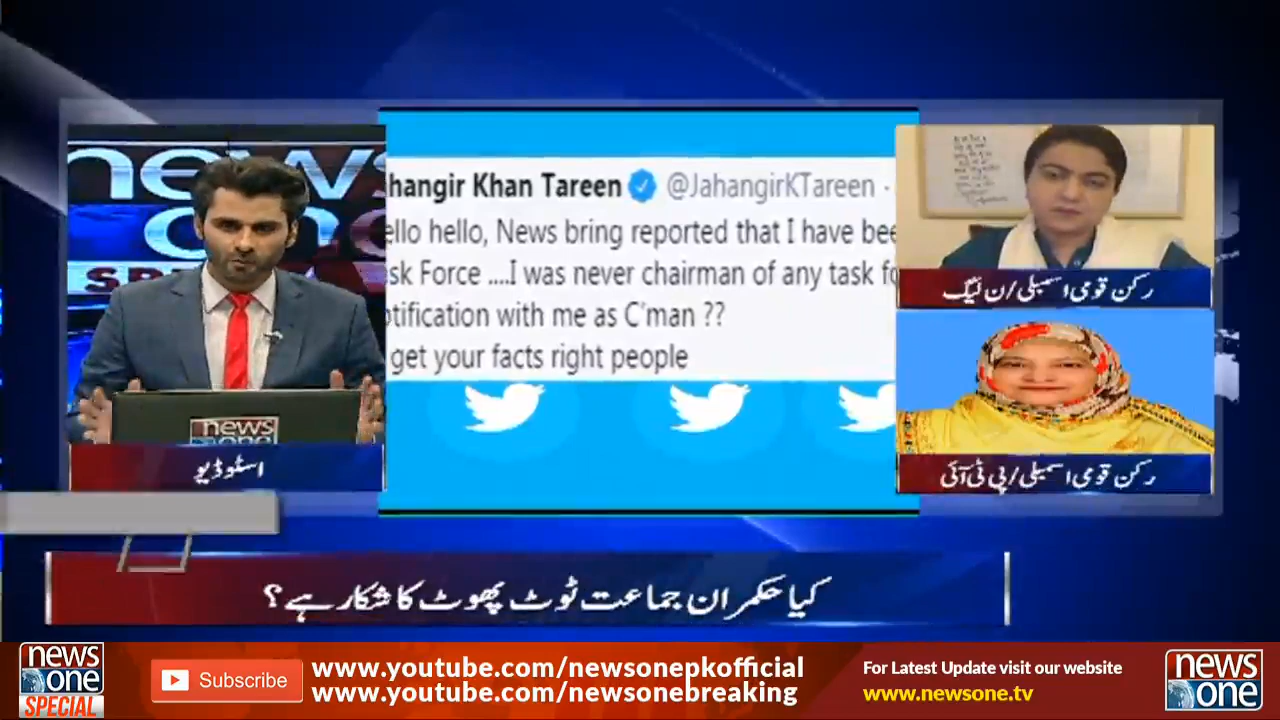 news
one
SPECIAL
hangir Khan Tareen @JahangirKTareen ·
ello hello, News bring reported that I have bee
sk Force ....I was never chairman of any task fo
otification with me as C'man ??
get your facts right people
رکن قومی اسمبلی/ن لیگ
رکن قومی اسمبلی/پی ٹی آئی
news
one
اسٹوڈیو
کیا حکمران جماعت ٹوٹ پھوٹ کا شکار ہے؟
news
one
SPECIAL
Subscribe
www.youtube.com/newsonepkofficial
www.youtube.com/newsonebreaking
For Latest Update visit our website
www.newsone.tv
news
one